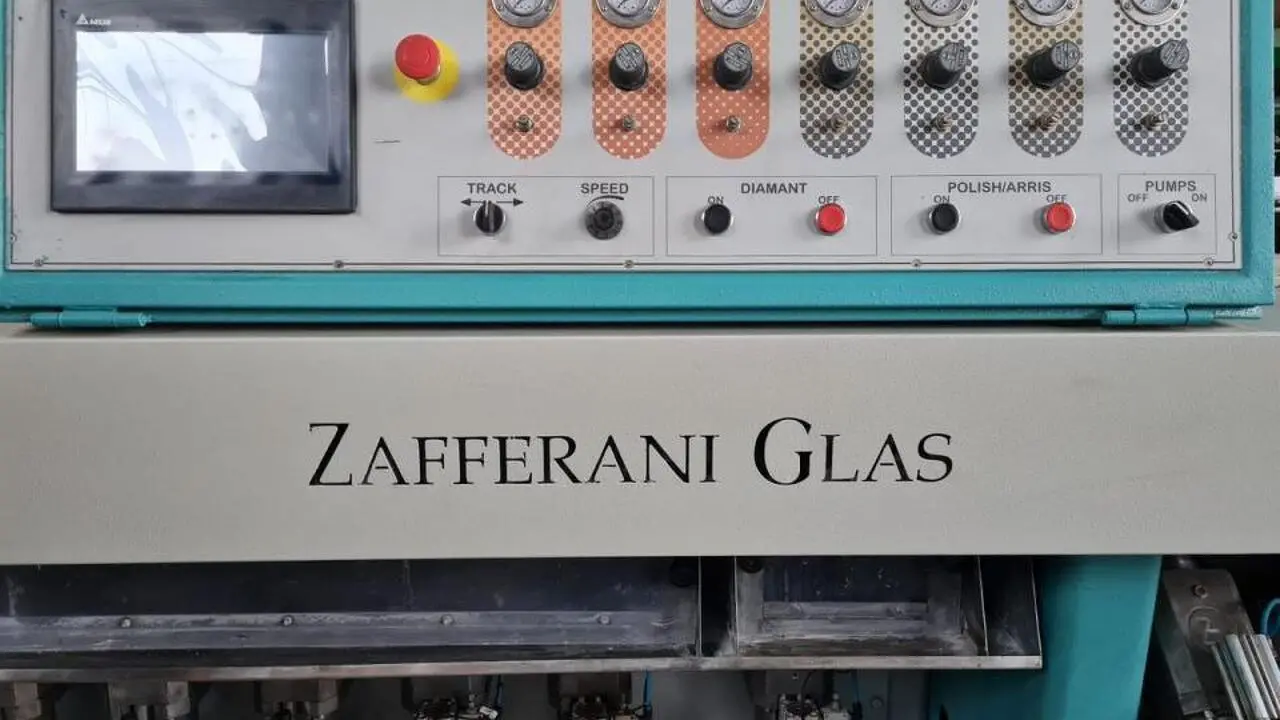 TRACK
SPEED
DIAMANT
ON
OFF
POLISH/ARRIS
ON
OFF
PUMPS
OFF
ON
ZAFFERANI GLAS